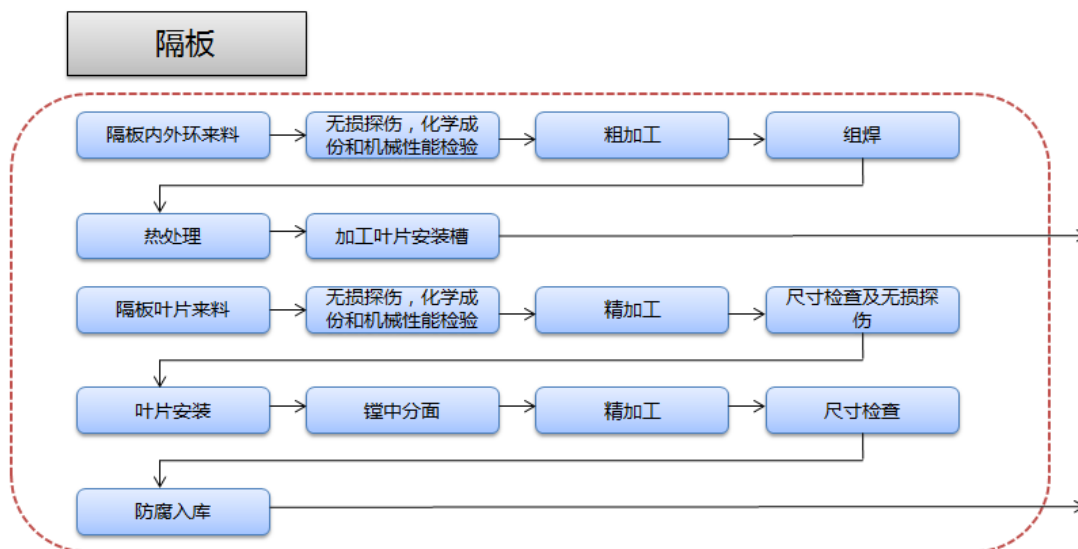 隔板
隔板内外环来料
无损探伤，化学成
份和机械性能检验
粗加工
组焊
热处理
加工叶片安装槽
隔板叶片来料
无损探伤，化学成
份和机械性能检验
精加工
尺寸检查及无损探
伤
叶片安装
镗中分面
精加工
尺寸检查
防腐入库